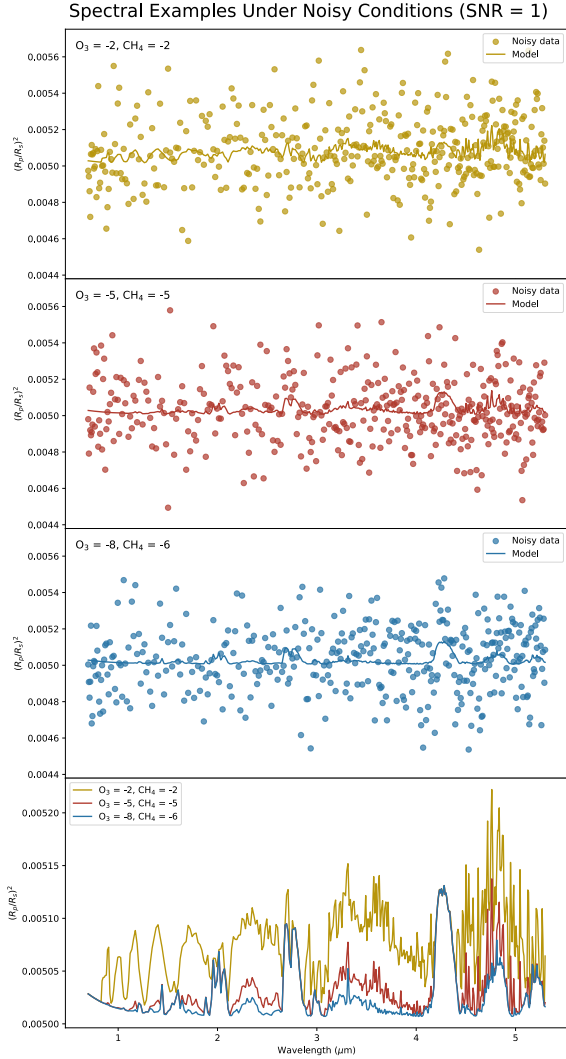 Spectral Examples Under Noisy Conditions (SNR = 1)
O₃ = -2, CH₄ = -2
Noisy data
Model
0.0056
0.0054
0.0052
0.0050
0.0048
0.0046
0.0044
(Rₚ/Rₛ)²
O₃ = -5, CH₄ = -5
Noisy data
Model
0.0056
0.0054
0.0052
0.0050
0.0048
0.0046
0.0044
(Rₚ/Rₛ)²
O₃ = -8, CH₄ = -6
Noisy data
Model
0.0056
0.0054
0.0052
0.0050
0.0048
0.0046
0.0044
(Rₚ/Rₛ)²
O₃ = -2, CH₄ = -2
O₃ = -5, CH₄ = -5
O₃ = -8, CH₄ = -6
0.00520
0.00515
0.00510
0.00505
0.00500
(Rₚ/Rₛ)²
1 2 3 4 5
Wavelength (μm)